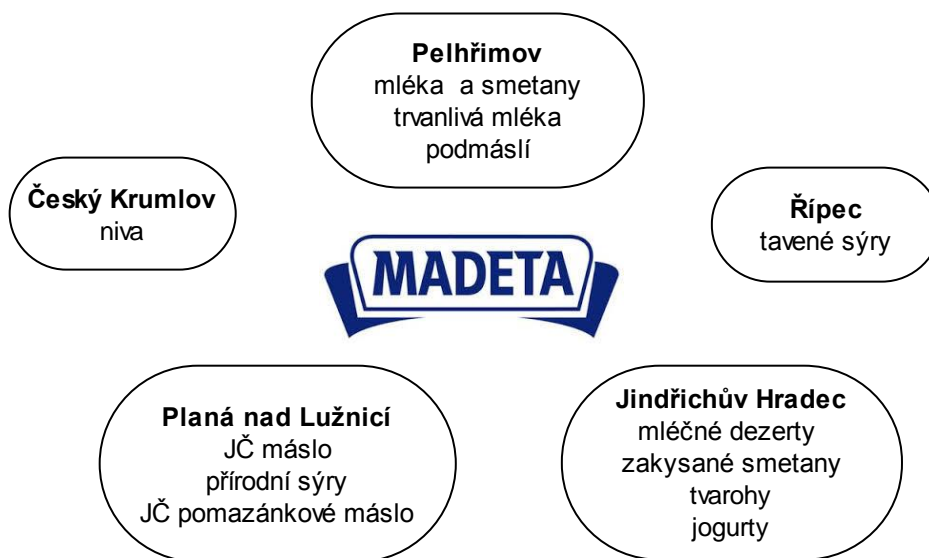 Pelhřimov
mléka a smetany
trvanlivá mléka
podmáslí
Český Krumlov
niva
Řípec
tavené sýry
MADETA
Planá nad Lužnicí
JČ máslo
přírodní sýry
JČ pomazánkové máslo
Jindřichův Hradec
mléčné dezerty
zakysané smetany
tvarohy
jogurty